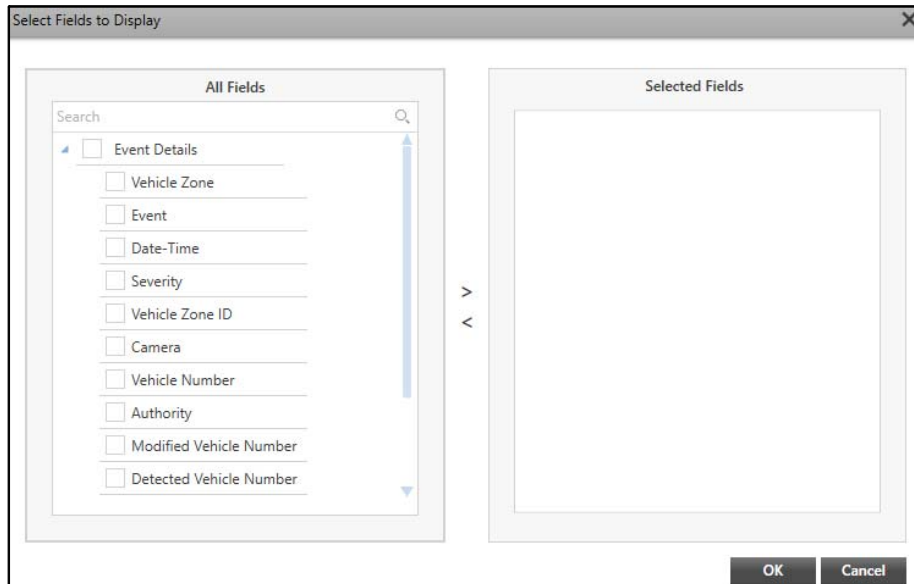 Select Fields to Display
All Fields
Search
Event Details
Vehicle Zone
Event
Date-Time
Severity
Vehicle Zone ID
Camera
Vehicle Number
Authority
Modified Vehicle Number
Detected Vehicle Number
>
<
Selected Fields
OK Cancel